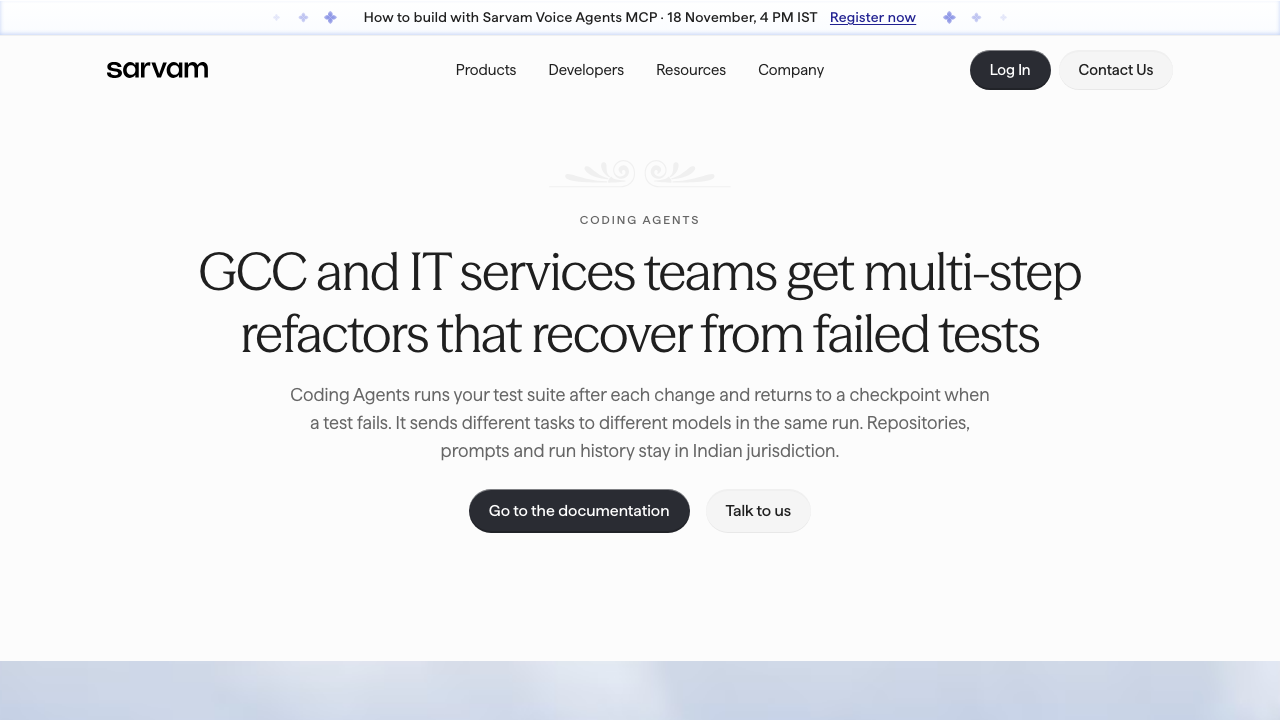 How to build with Sarvam Voice Agents MCP · 18 November, 4 PM IST Register now
sarvam
Products Developers Resources Company
Log In Contact Us
CODING AGENTS
GCC and IT services teams get multi-step
refactors that recover from failed tests
Coding Agents runs your test suite after each change and returns to a checkpoint when
a test fails. It sends different tasks to different models in the same run. Repositories,
prompts and run history stay in Indian jurisdiction.
Go to the documentation Talk to us